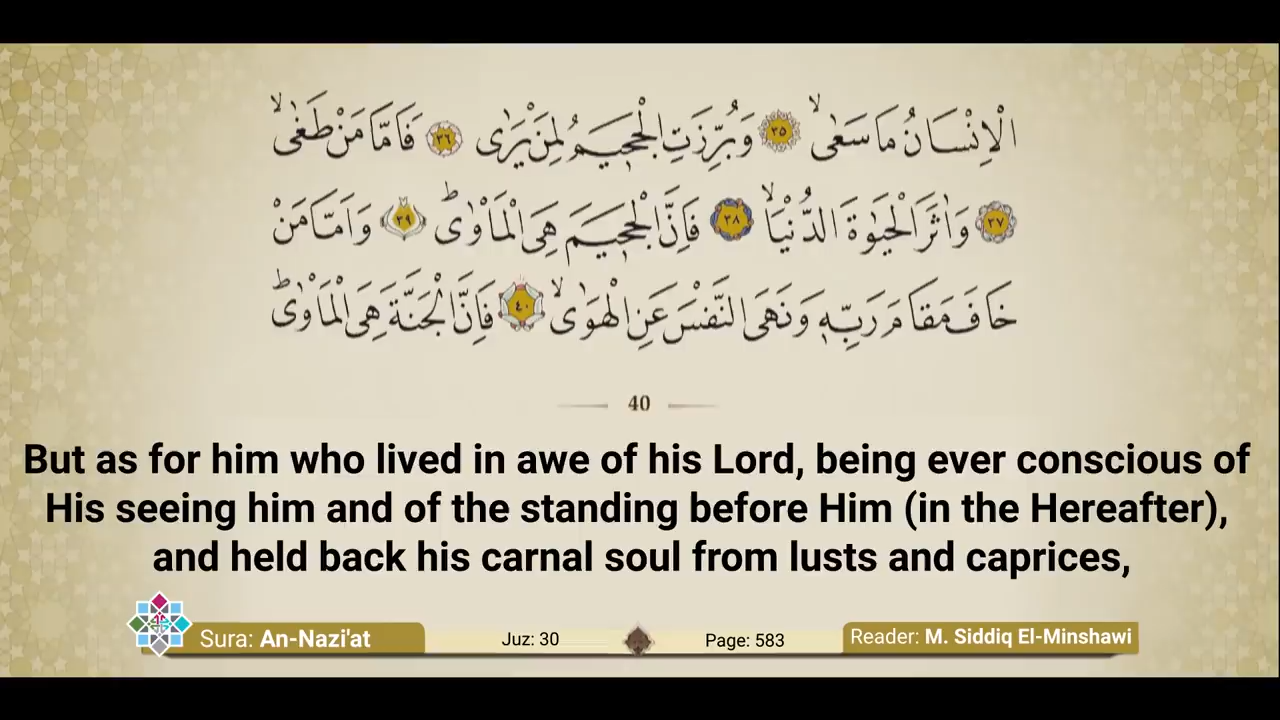 الْاِنْسَانُ مَا سَعٰىۙ ٣٥ وَبُرِّزَتِ الْجَح۪يمُ لِمَنْ يَرٰى ٣٦ فَاَمَّا مَنْ طَغٰىۙ
٣٧ وَاٰثَرَ الْحَيٰوةَ الدُّنْيَاۙ ٣٨ فَاِنَّ الْجَح۪يمَ هِيَ الْمَاْوٰىۜ ٣٩ وَاَمَّا مَنْ
خَافَ مَقَامَ رَبِّه۪ وَنَهَى النَّفْسَ عَنِ الْهَوٰىۙ ٤٠ فَاِنَّ الْجَنَّةَ هِيَ الْمَاْوٰىۜ
40
But as for him who lived in awe of his Lord, being ever conscious of
His seeing him and of the standing before Him (in the Hereafter),
and held back his carnal soul from lusts and caprices,
Sura: An-Nazi'at Juz: 30 Page: 583 Reader: M. Siddiq El-Minshawi